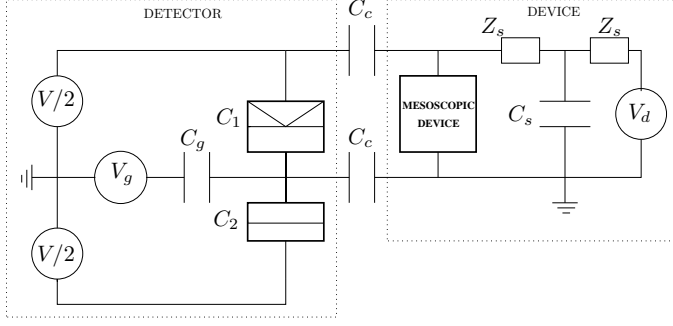 DETECTOR
DEVICE
C_c
Z_s
Z_s
V/2
C_1
MESOSCOPIC
DEVICE
C_s
V_d
C_g
C_c
V_g
C_2
V/2